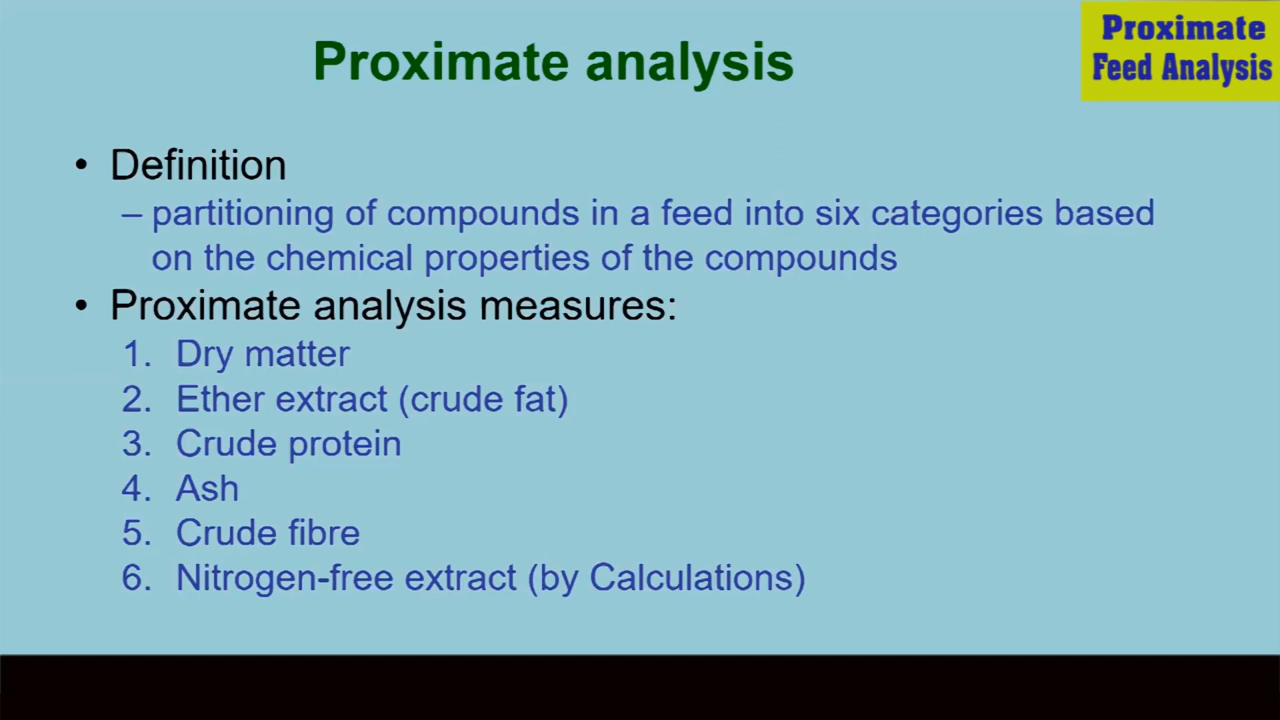 Proximate analysis
Proximate
Feed Analysis
• Definition
– partitioning of compounds in a feed into six categories based
on the chemical properties of the compounds
• Proximate analysis measures:
1. Dry matter
2. Ether extract (crude fat)
3. Crude protein
4. Ash
5. Crude fibre
6. Nitrogen-free extract (by Calculations)